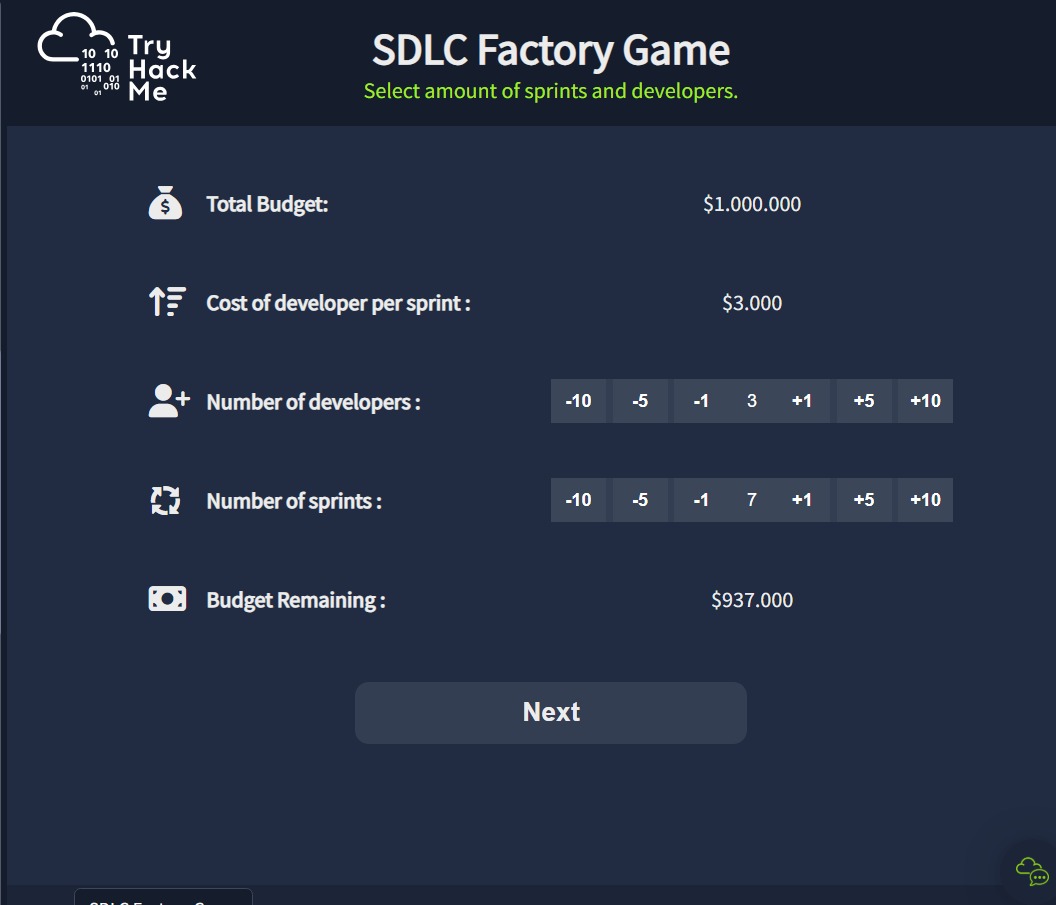 10 10
1110
0101 01
01 010
01
Try
Hack
Me
SDLC Factory Game
Select amount of sprints and developers.
Total Budget: $1.000.000
Cost of developer per sprint : $3.000
Number of developers : -10 -5 -1 3 +1 +5 +10
Number of sprints : -10 -5 -1 7 +1 +5 +10
Budget Remaining : $937.000
Next